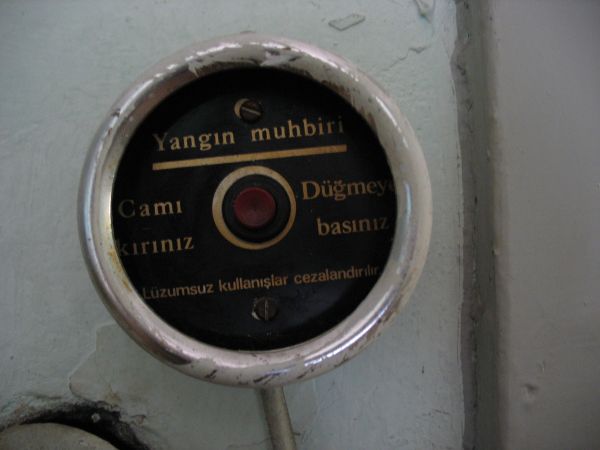 Yangın muhbiri
Camı
kırınız
Düğmeye
basınız
Lüzumsuz kullanışlar cezalandırılır.